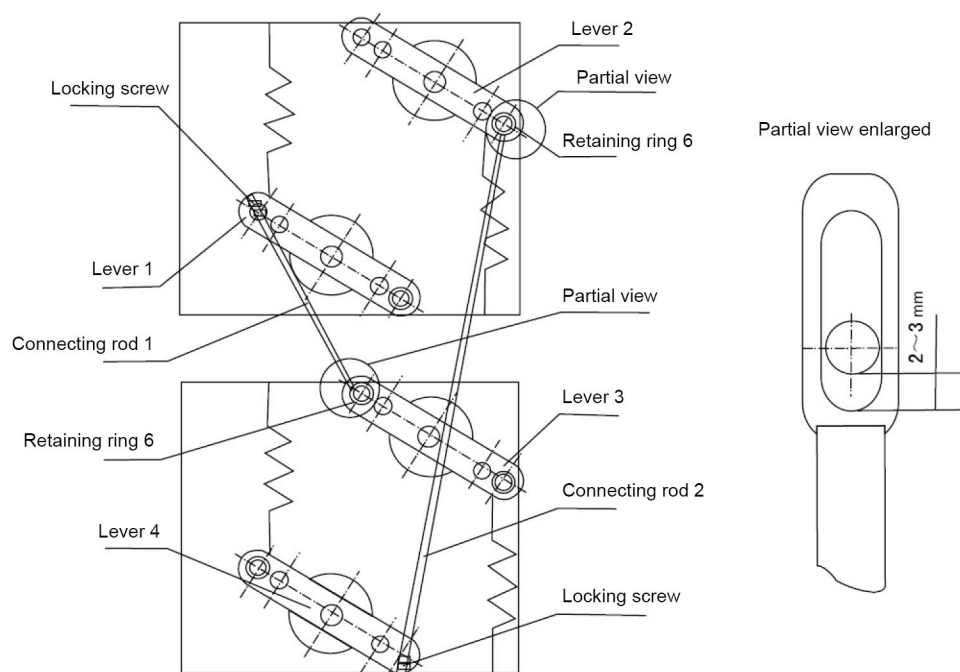 Lever 2
Partial view
Locking screw
Retaining ring 6
Partial view enlarged
Lever 1
Partial view
Connecting rod 1
2～3 mm
Lever 3
Retaining ring 6
Connecting rod 2
Lever 4
Locking screw